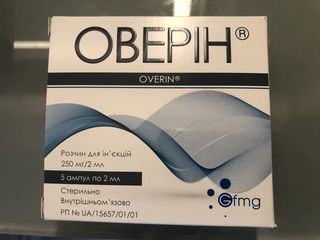 ОВЕРІН®
OVERIN®
Розчин для ін'єкцій
250 мг/2 мл
5 ампул по 2 мл
Стерильно
Внутрішньом'язово
РП № UA/15657/01/01
Gfmg